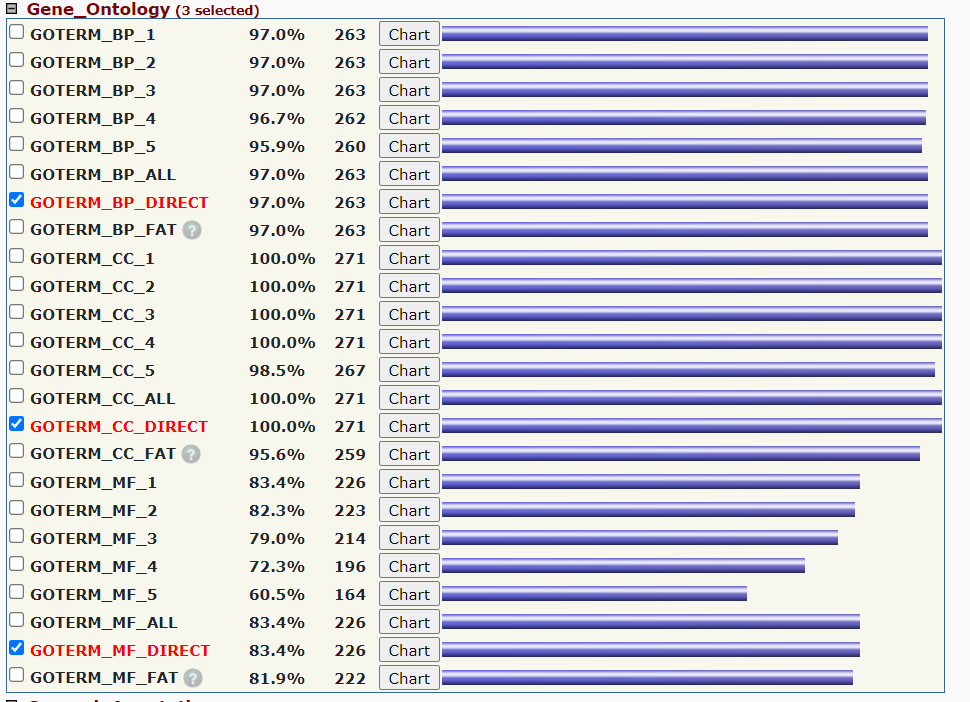 Gene_Ontology (3 selected)
GOTERM_BP_1 97.0% 263 Chart
GOTERM_BP_2 97.0% 263 Chart
GOTERM_BP_3 97.0% 263 Chart
GOTERM_BP_4 96.7% 262 Chart
GOTERM_BP_5 95.9% 260 Chart
GOTERM_BP_ALL 97.0% 263 Chart
GOTERM_BP_DIRECT 97.0% 263 Chart
GOTERM_BP_FAT ? 97.0% 263 Chart
GOTERM_CC_1 100.0% 271 Chart
GOTERM_CC_2 100.0% 271 Chart
GOTERM_CC_3 100.0% 271 Chart
GOTERM_CC_4 100.0% 271 Chart
GOTERM_CC_5 98.5% 267 Chart
GOTERM_CC_ALL 100.0% 271 Chart
GOTERM_CC_DIRECT 100.0% 271 Chart
GOTERM_CC_FAT ? 95.6% 259 Chart
GOTERM_MF_1 83.4% 226 Chart
GOTERM_MF_2 82.3% 223 Chart
GOTERM_MF_3 79.0% 214 Chart
GOTERM_MF_4 72.3% 196 Chart
GOTERM_MF_5 60.5% 164 Chart
GOTERM_MF_ALL 83.4% 226 Chart
GOTERM_MF_DIRECT 83.4% 226 Chart
GOTERM_MF_FAT ? 81.9% 222 Chart